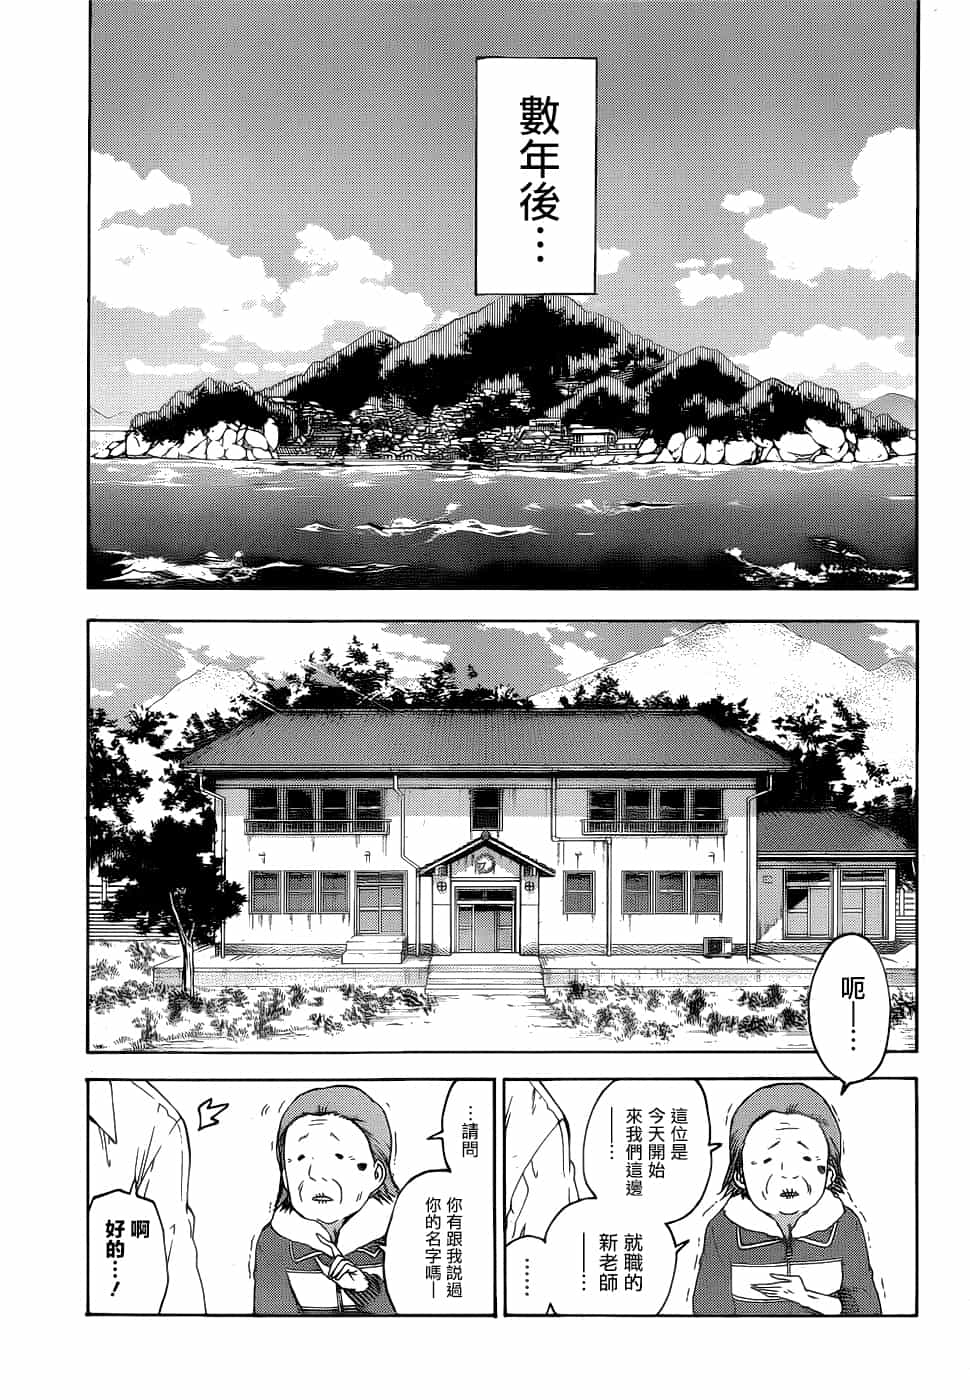 數年後…
呃
──…
這位是
今天開始
來我們這邊
──…
就職的
新老師
──…
……
…請問
你有跟我說過
你的名字嗎─
啊
好的…！